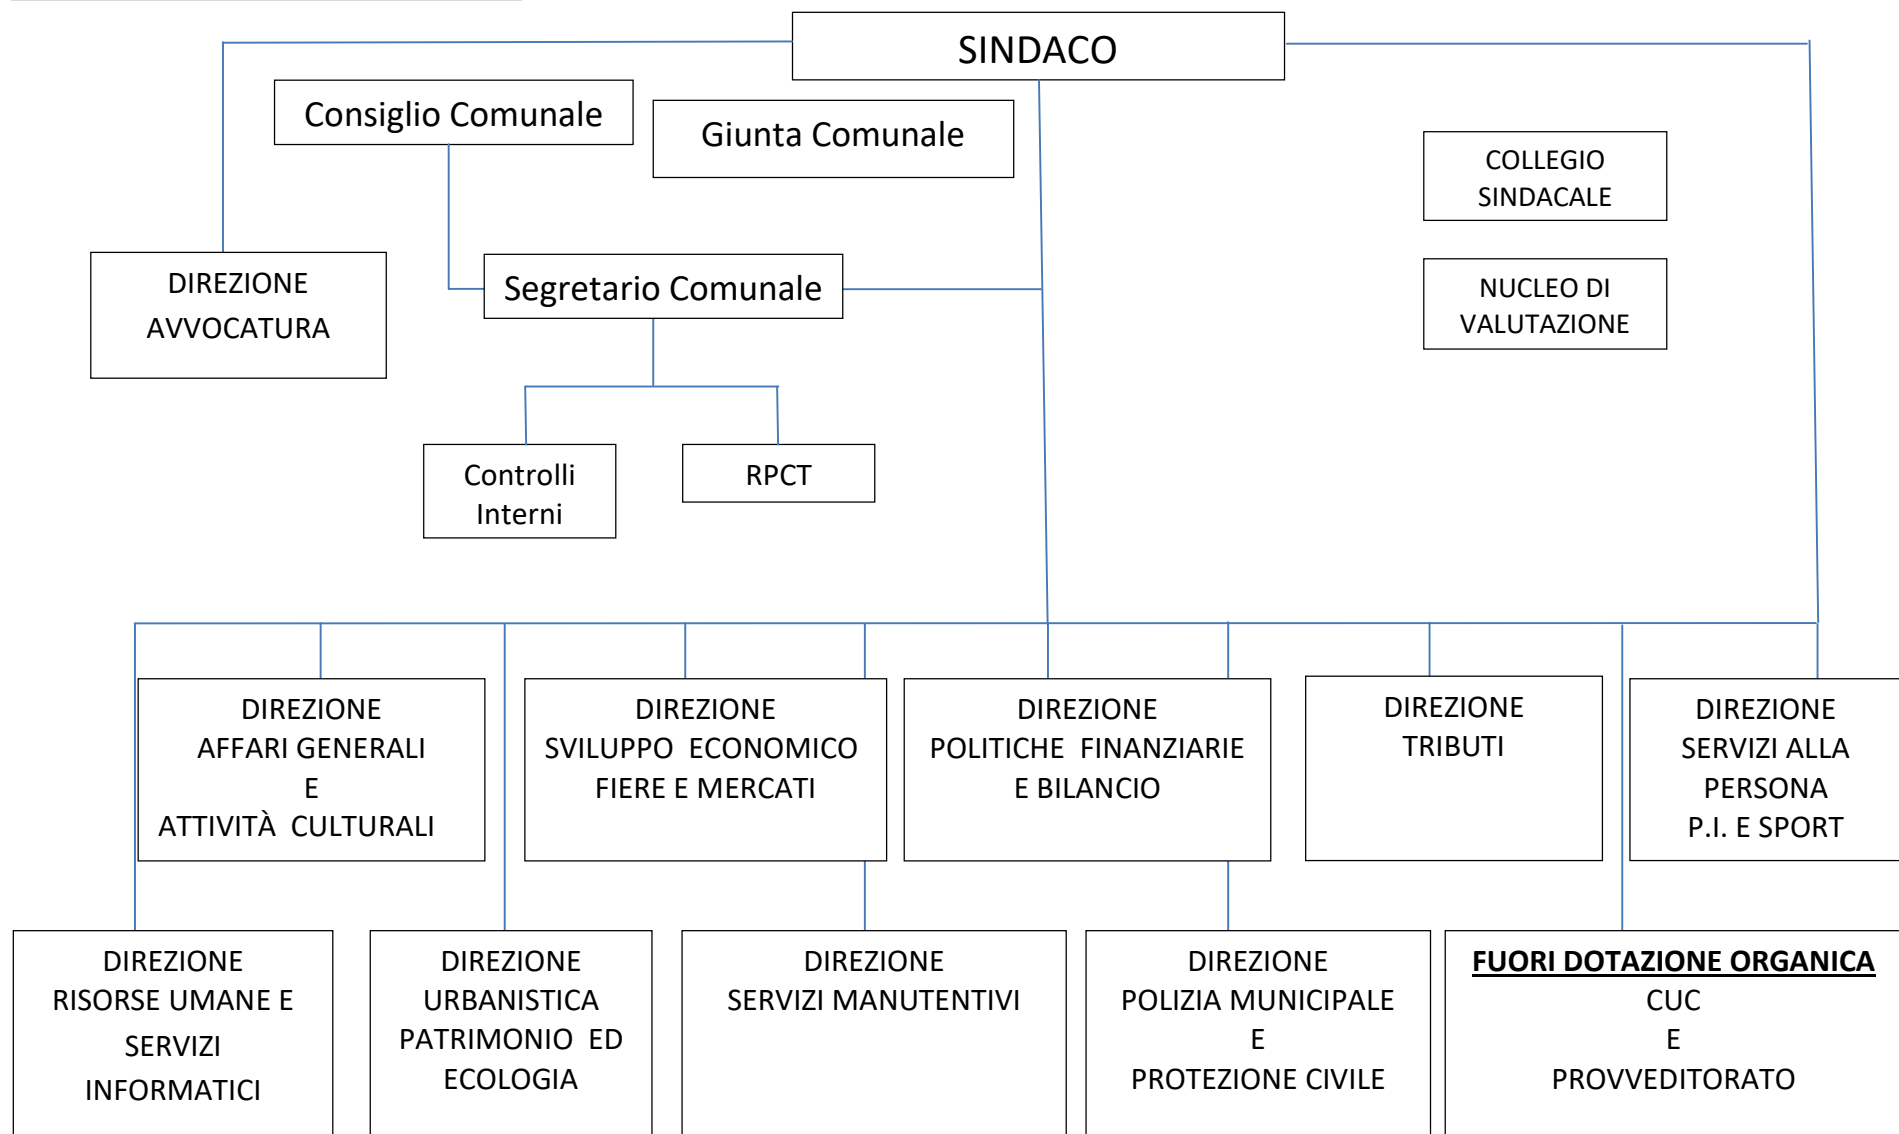 SINDACO
Consiglio Comunale
Giunta Comunale
COLLEGIO
SINDACALE
DIREZIONE
AVVOCATURA
Segretario Comunale
NUCLEO DI
VALUTAZIONE
Controlli
Interni
RPCT
DIREZIONE
AFFARI GENERALI
E
ATTIVITÀ CULTURALI
DIREZIONE
SVILUPPO ECONOMICO
FIERE E MERCATI
DIREZIONE
POLITICHE FINANZIARIE
E BILANCIO
DIREZIONE
TRIBUTI
DIREZIONE
SERVIZI ALLA
PERSONA
P.I. E SPORT
DIREZIONE
RISORSE UMANE E
SERVIZI
INFORMATICI
DIREZIONE
URBANISTICA
PATRIMONIO ED
ECOLOGIA
DIREZIONE
SERVIZI MANUTENTIVI
DIREZIONE
POLIZIA MUNICIPALE
E
PROTEZIONE CIVILE
FUORI DOTAZIONE ORGANICA
CUC
E
PROVVEDITORATO